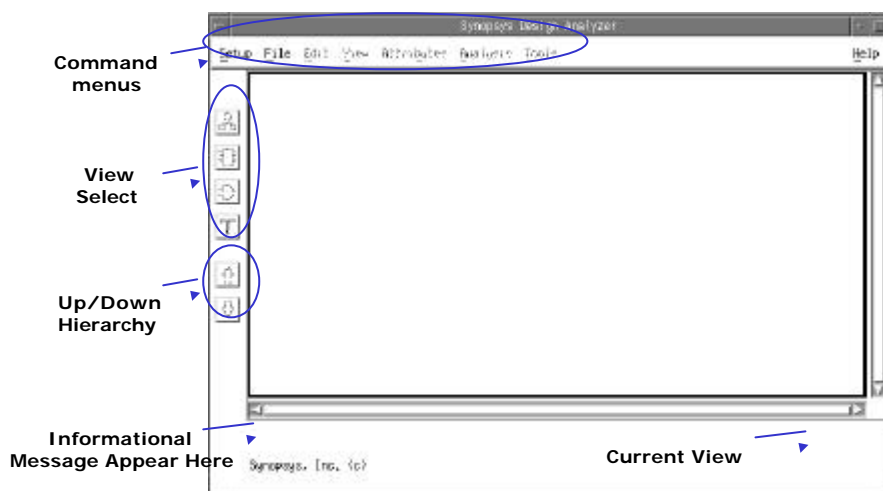 Synopsys Design Analyzer
Setup File Edit View Attributes Analysis Tools Help
Command
menus
View
Select
T
Up/Down
Hierarchy
Informational
Message Appear Here
Current View
Synopsys, Inc. (c)